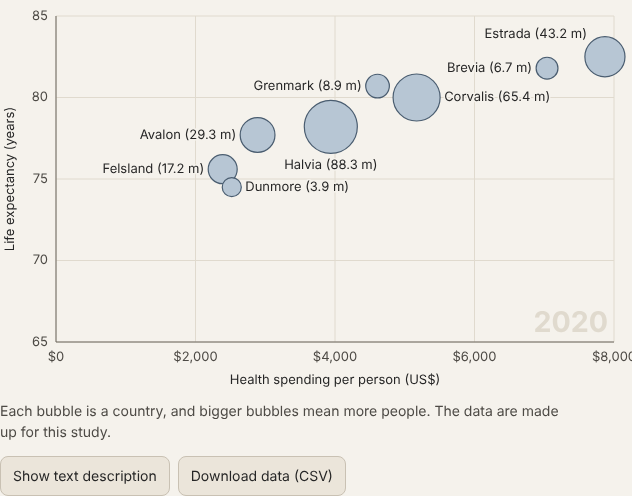 85
Estrada (43.2 m)
Brevia (6.7 m)
Grenmark (8.9 m)
80
Corvalis (65.4 m)
Avalon (29.3 m)
Halvia (88.3 m)
Felsland (17.2 m)
75
Dunmore (3.9 m)
Life expectancy (years)
70
2020
65
$0 $2,000 $4,000 $6,000 $8,000
Health spending per person (US$)
Each bubble is a country, and bigger bubbles mean more people. The data are made
up for this study.
Show text description Download data (CSV)